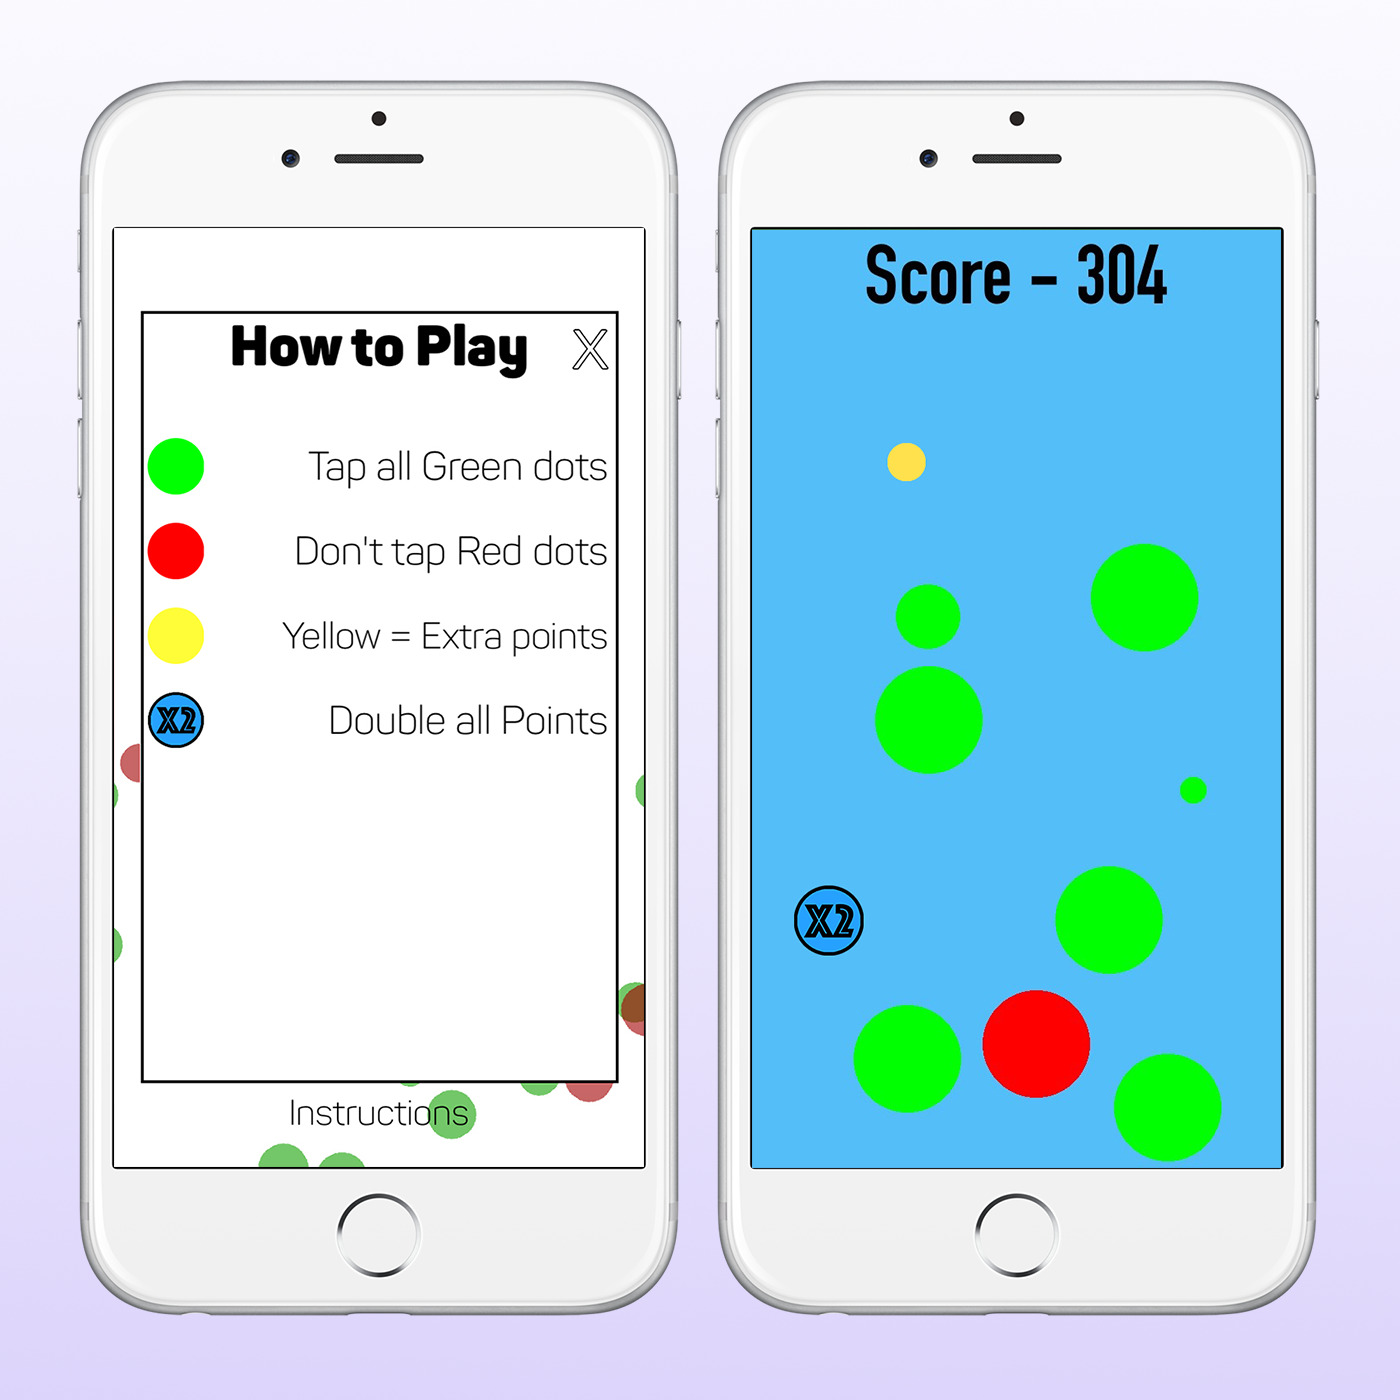 How to Play X
Tap all Green dots
Don't tap Red dots
Yellow = Extra points
X2 Double all Points
Instructions
Score - 304
X2